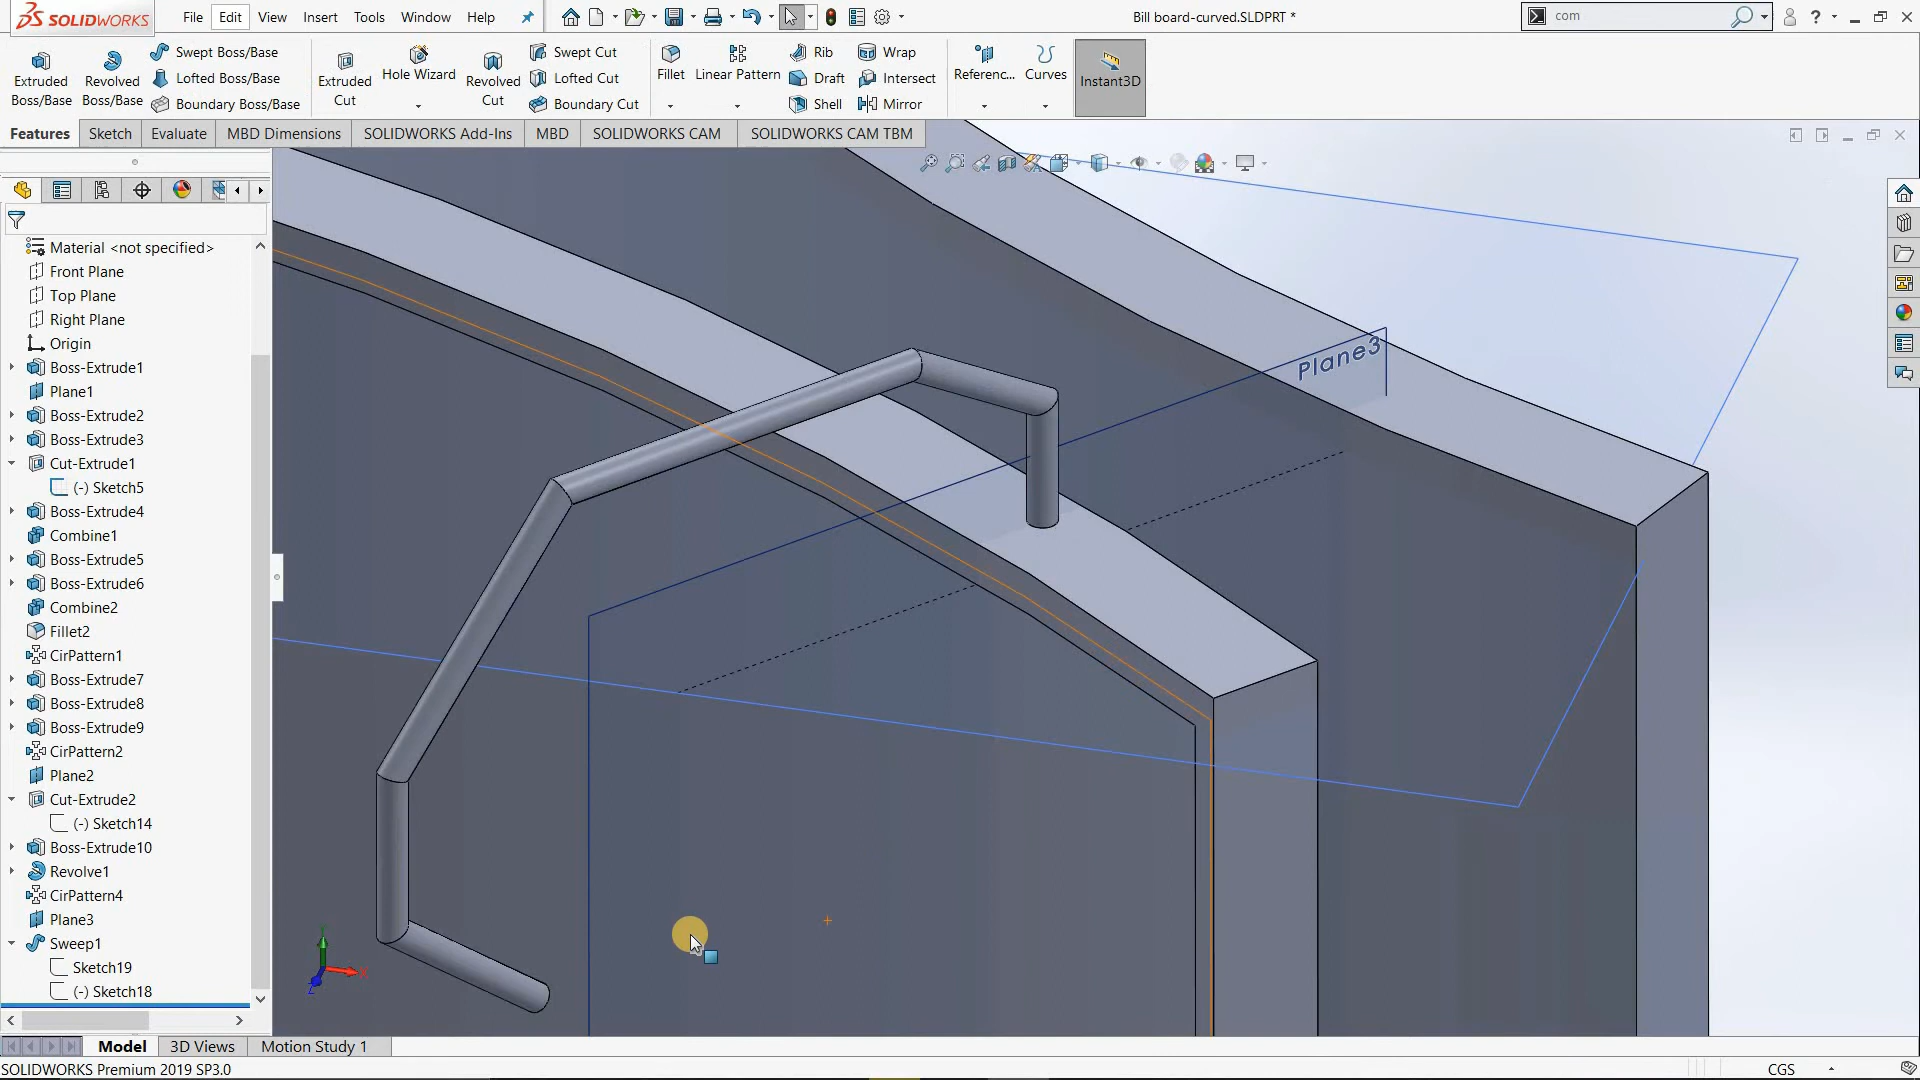 SOLIDWORKS File Edit View Insert Tools Window Help Bill board-curved.SLDPRT * com ?
Extruded Boss/Base
Revolved Boss/Base
Swept Boss/Base
Lofted Boss/Base
Boundary Boss/Base
Extruded Cut
Hole Wizard
Revolved Cut
Swept Cut
Lofted Cut
Boundary Cut
Fillet
Linear Pattern
Rib
Draft
Shell
Wrap
Intersect
Mirror
Referenc...
Curves
Instant3D
Features Sketch Evaluate MBD Dimensions SOLIDWORKS Add-Ins MBD SOLIDWORKS CAM SOLIDWORKS CAM TBM
Material <not specified>
Front Plane
Top Plane
Right Plane
Origin
Boss-Extrude1
Plane1
Boss-Extrude2
Boss-Extrude3
Cut-Extrude1
(-) Sketch5
Boss-Extrude4
Combine1
Boss-Extrude5
Boss-Extrude6
Combine2
Fillet2
CirPattern1
Boss-Extrude7
Boss-Extrude8
Boss-Extrude9
CirPattern2
Plane2
Cut-Extrude2
(-) Sketch14
Boss-Extrude10
Revolve1
CirPattern4
Plane3
Sweep1
Sketch19
(-) Sketch18
Plane3
Model 3D Views Motion Study 1
SOLIDWORKS Premium 2019 SP3.0 CGS